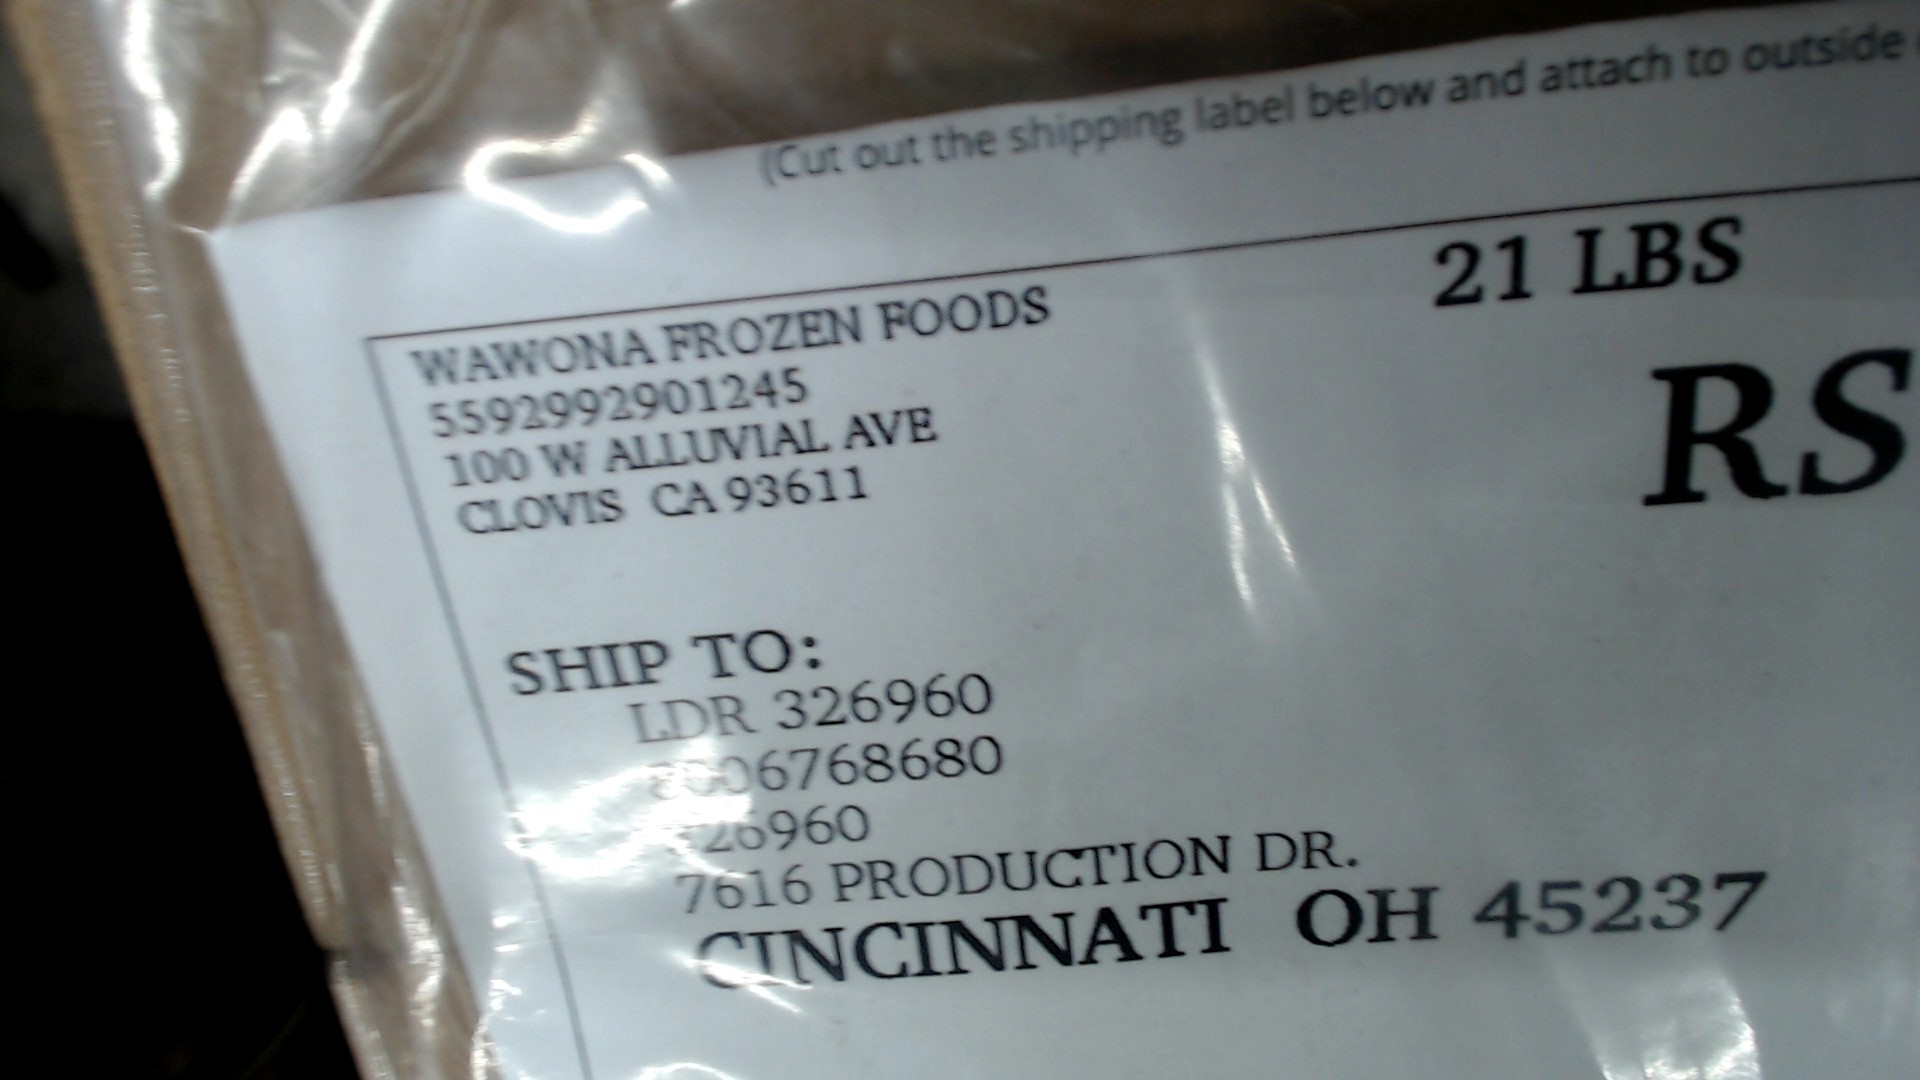 (Cut out the shipping label below and attach to outside
21 LBS
RS
WAWONA FROZEN FOODS
5592992901245
100 W ALLUVIAL AVE
CLOVIS CA 93611
SHIP TO:
LDR 326960
7616 PRODUCTION DR.
CINCINNATI OH 45237